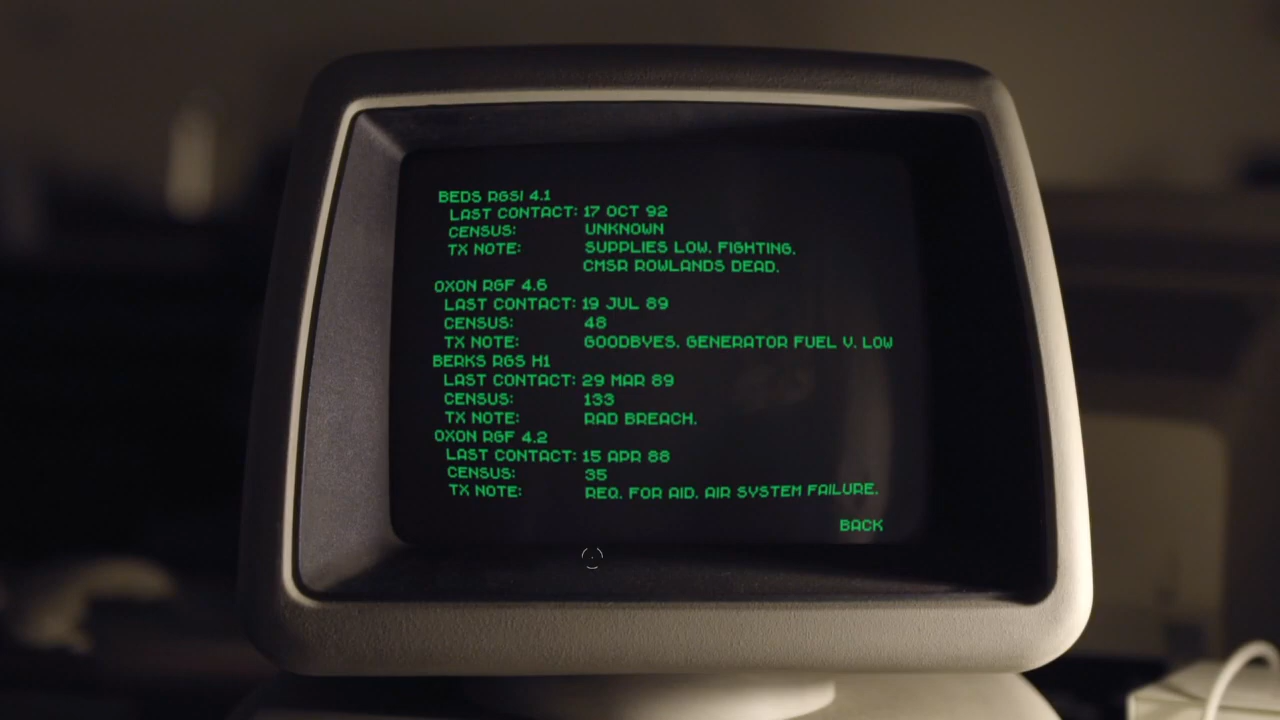 BEDS RGSI 4.1
LAST CONTACT: 17 OCT 92
CENSUS: UNKNOWN
TX NOTE: SUPPLIES LOW. FIGHTING.
CMSR ROWLANDS DEAD.
OXON RGF 4.6
LAST CONTACT: 19 JUL 89
CENSUS: 48
TX NOTE: GOODBYES. GENERATOR FUEL V. LOW
BERKS RGS H1
LAST CONTACT: 29 MAR 89
CENSUS: 133
TX NOTE: RAD BREACH.
OXON RGF 4.2
LAST CONTACT: 15 APR 88
CENSUS: 35
TX NOTE: REQ. FOR AID. AIR SYSTEM FAILURE.
BACK